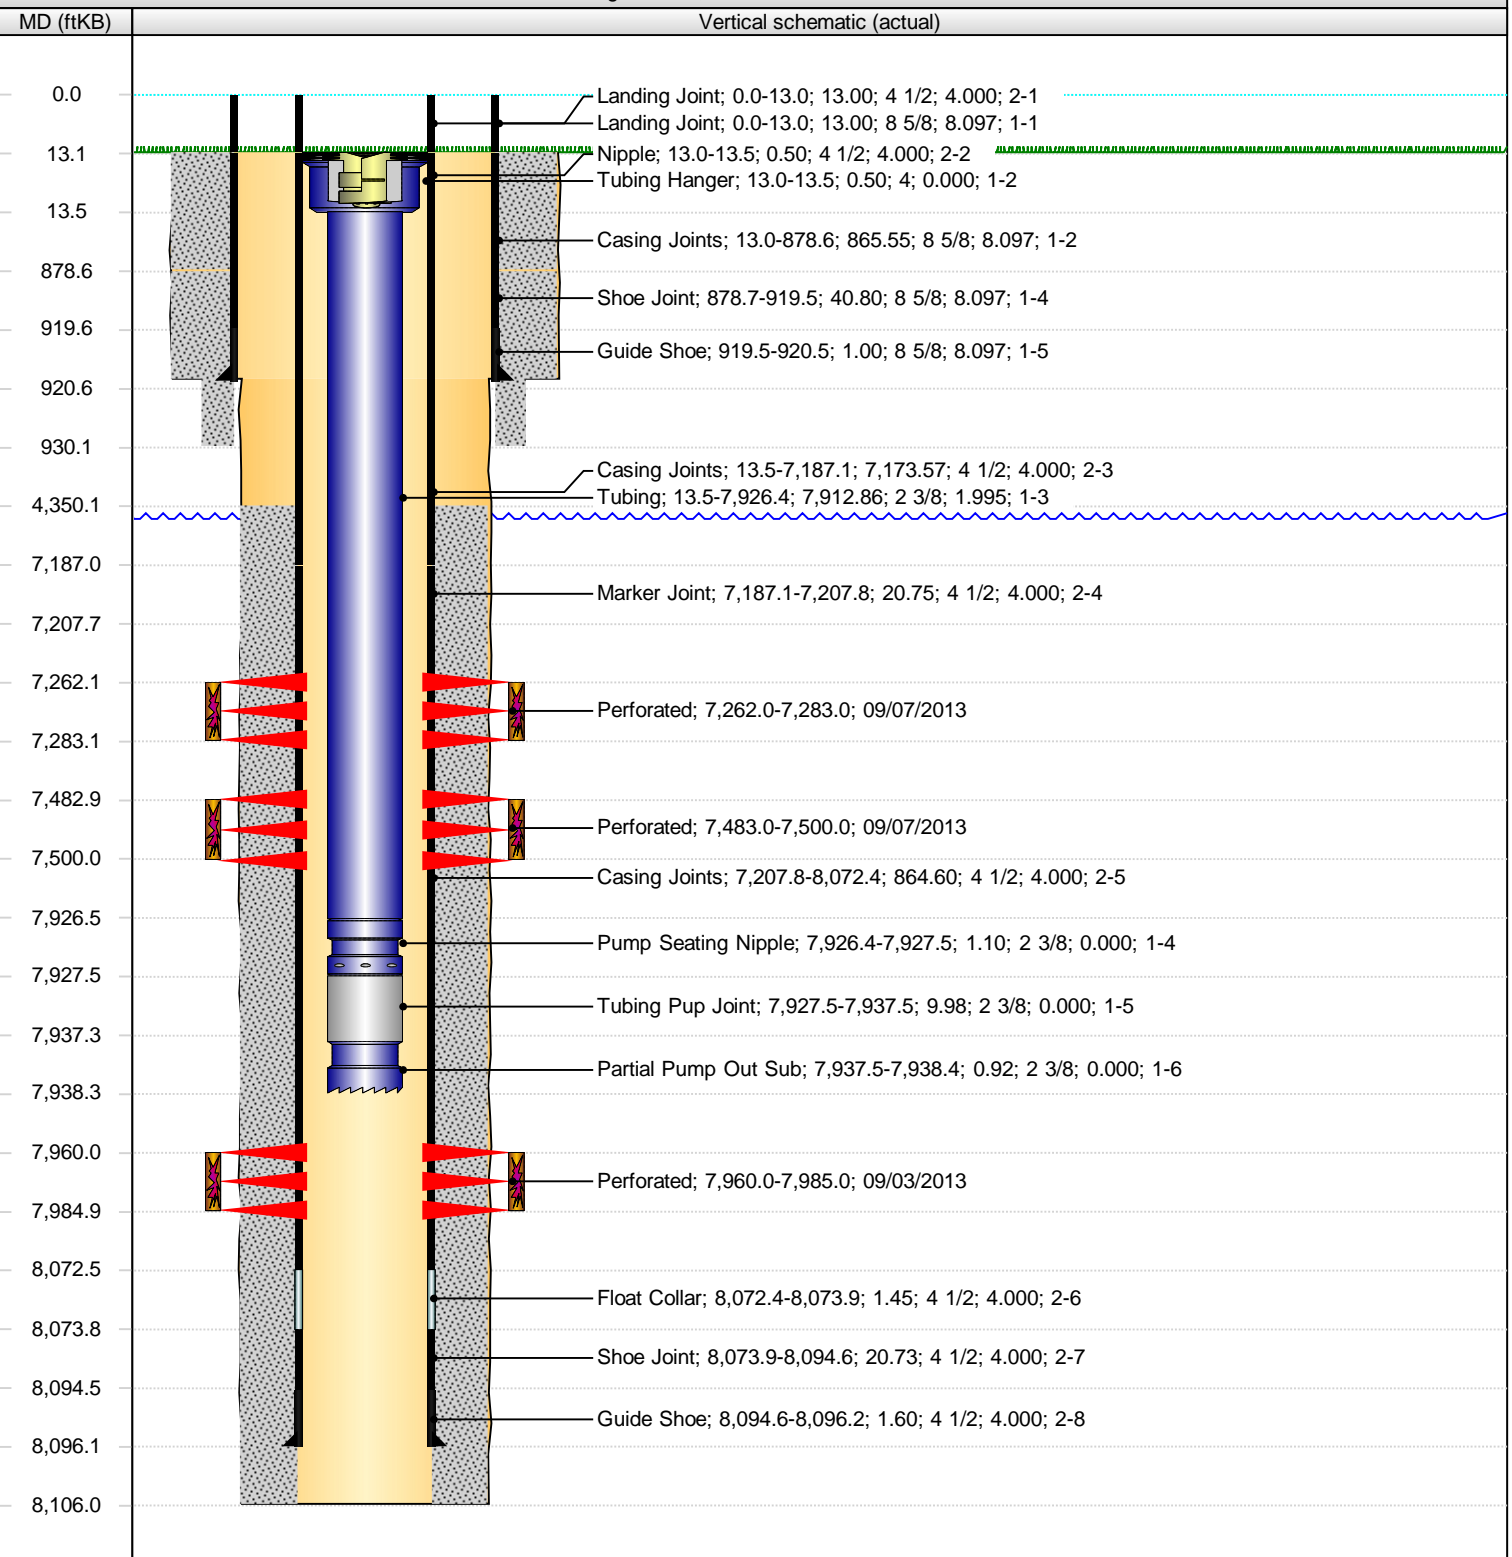 MD (ftKB)
Vertical schematic (actual)
0.0
Landing Joint; 0.0-13.0; 13.00; 4 1/2; 4.000; 2-1
Landing Joint; 0.0-13.0; 13.00; 8 5/8; 8.097; 1-1
13.1
Nipple; 13.0-13.5; 0.50; 4 1/2; 4.000; 2-2
Tubing Hanger; 13.0-13.5; 0.50; 4; 0.000; 1-2
13.5
Casing Joints; 13.0-878.6; 865.55; 8 5/8; 8.097; 1-2
878.6
Shoe Joint; 878.7-919.5; 40.80; 8 5/8; 8.097; 1-4
919.6
Guide Shoe; 919.5-920.5; 1.00; 8 5/8; 8.097; 1-5
920.6
930.1
Casing Joints; 13.5-7,187.1; 7,173.57; 4 1/2; 4.000; 2-3
Tubing; 13.5-7,926.4; 7,912.86; 2 3/8; 1.995; 1-3
4,350.1
7,187.0
Marker Joint; 7,187.1-7,207.8; 20.75; 4 1/2; 4.000; 2-4
7,207.7
7,262.1
Perforated; 7,262.0-7,283.0; 09/07/2013
7,283.1
7,482.9
Perforated; 7,483.0-7,500.0; 09/07/2013
7,500.0
Casing Joints; 7,207.8-8,072.4; 864.60; 4 1/2; 4.000; 2-5
7,926.5
Pump Seating Nipple; 7,926.4-7,927.5; 1.10; 2 3/8; 0.000; 1-4
7,927.5
Tubing Pup Joint; 7,927.5-7,937.5; 9.98; 2 3/8; 0.000; 1-5
7,937.3
Partial Pump Out Sub; 7,937.5-7,938.4; 0.92; 2 3/8; 0.000; 1-6
7,938.3
7,960.0
Perforated; 7,960.0-7,985.0; 09/03/2013
7,984.9
8,072.5
Float Collar; 8,072.4-8,073.9; 1.45; 4 1/2; 4.000; 2-6
8,073.8
Shoe Joint; 8,073.9-8,094.6; 20.73; 4 1/2; 4.000; 2-7
8,094.5
Guide Shoe; 8,094.6-8,096.2; 1.60; 4 1/2; 4.000; 2-8
8,096.1
8,106.0